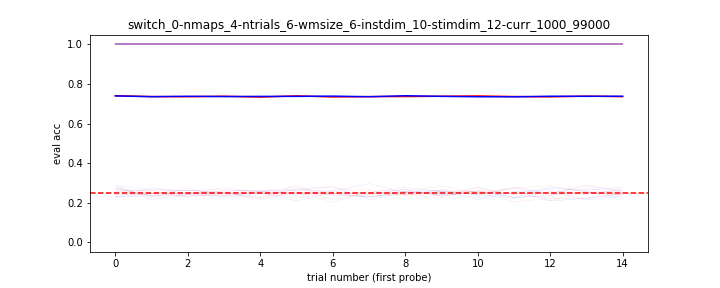 switch_0-nmaps_4-ntrials_6-wmsize_6-instdim_10-stimdim_12-curr_1000_99000
1.0
0.8
0.6
0.4
0.2
0.0
eval acc
0 2 4 6 8 10 12 14
trial number (first probe)